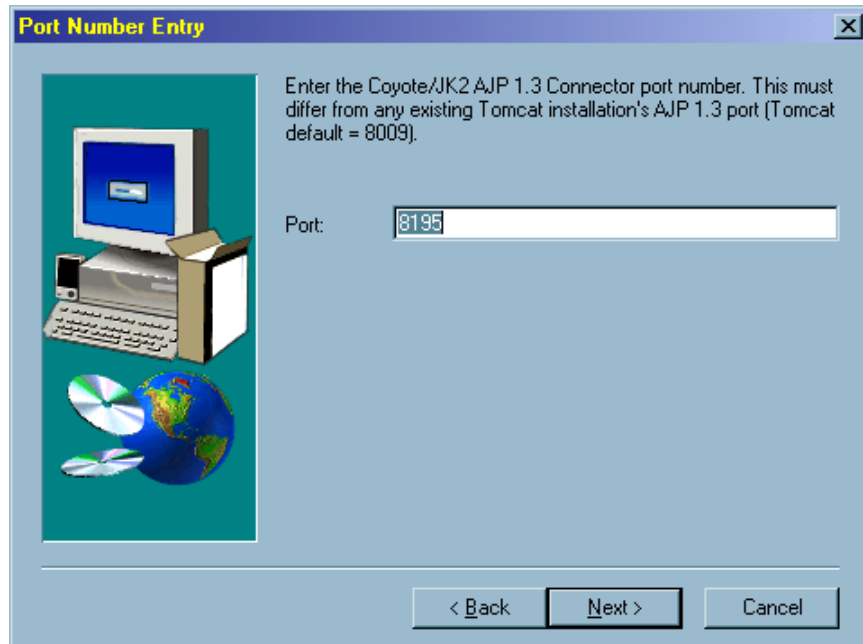 Port Number Entry
Enter the Coyote/JK2 AJP 1.3 Connector port number. This must
differ from any existing Tomcat installation's AJP 1.3 port (Tomcat
default = 8009).
Port:
8195
< Back
Next >
Cancel